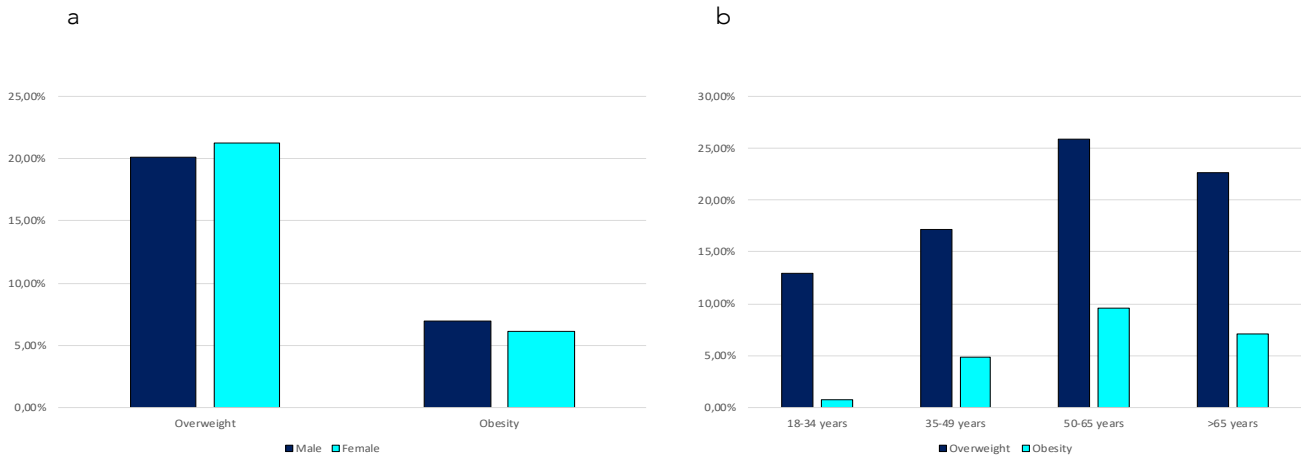 a
25,00%
20,00%
15,00%
10,00%
5,00%
0,00%
Overweight
Obesity
Male
Female
b
30,00%
25,00%
20,00%
15,00%
10,00%
5,00%
0,00%
18-34 years
35-49 years
50-65 years
>65 years
Overweight
Obesity